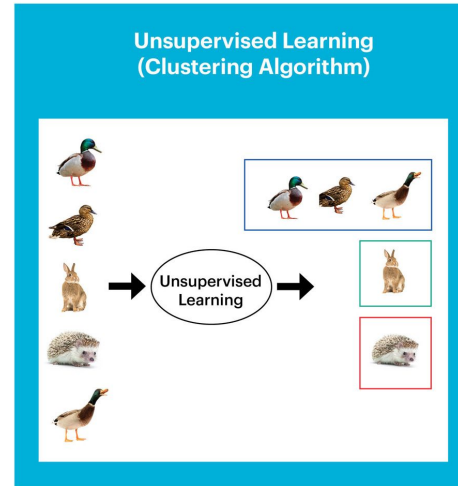 Unsupervised Learning
(Clustering Algorithm)
Unsupervised
Learning